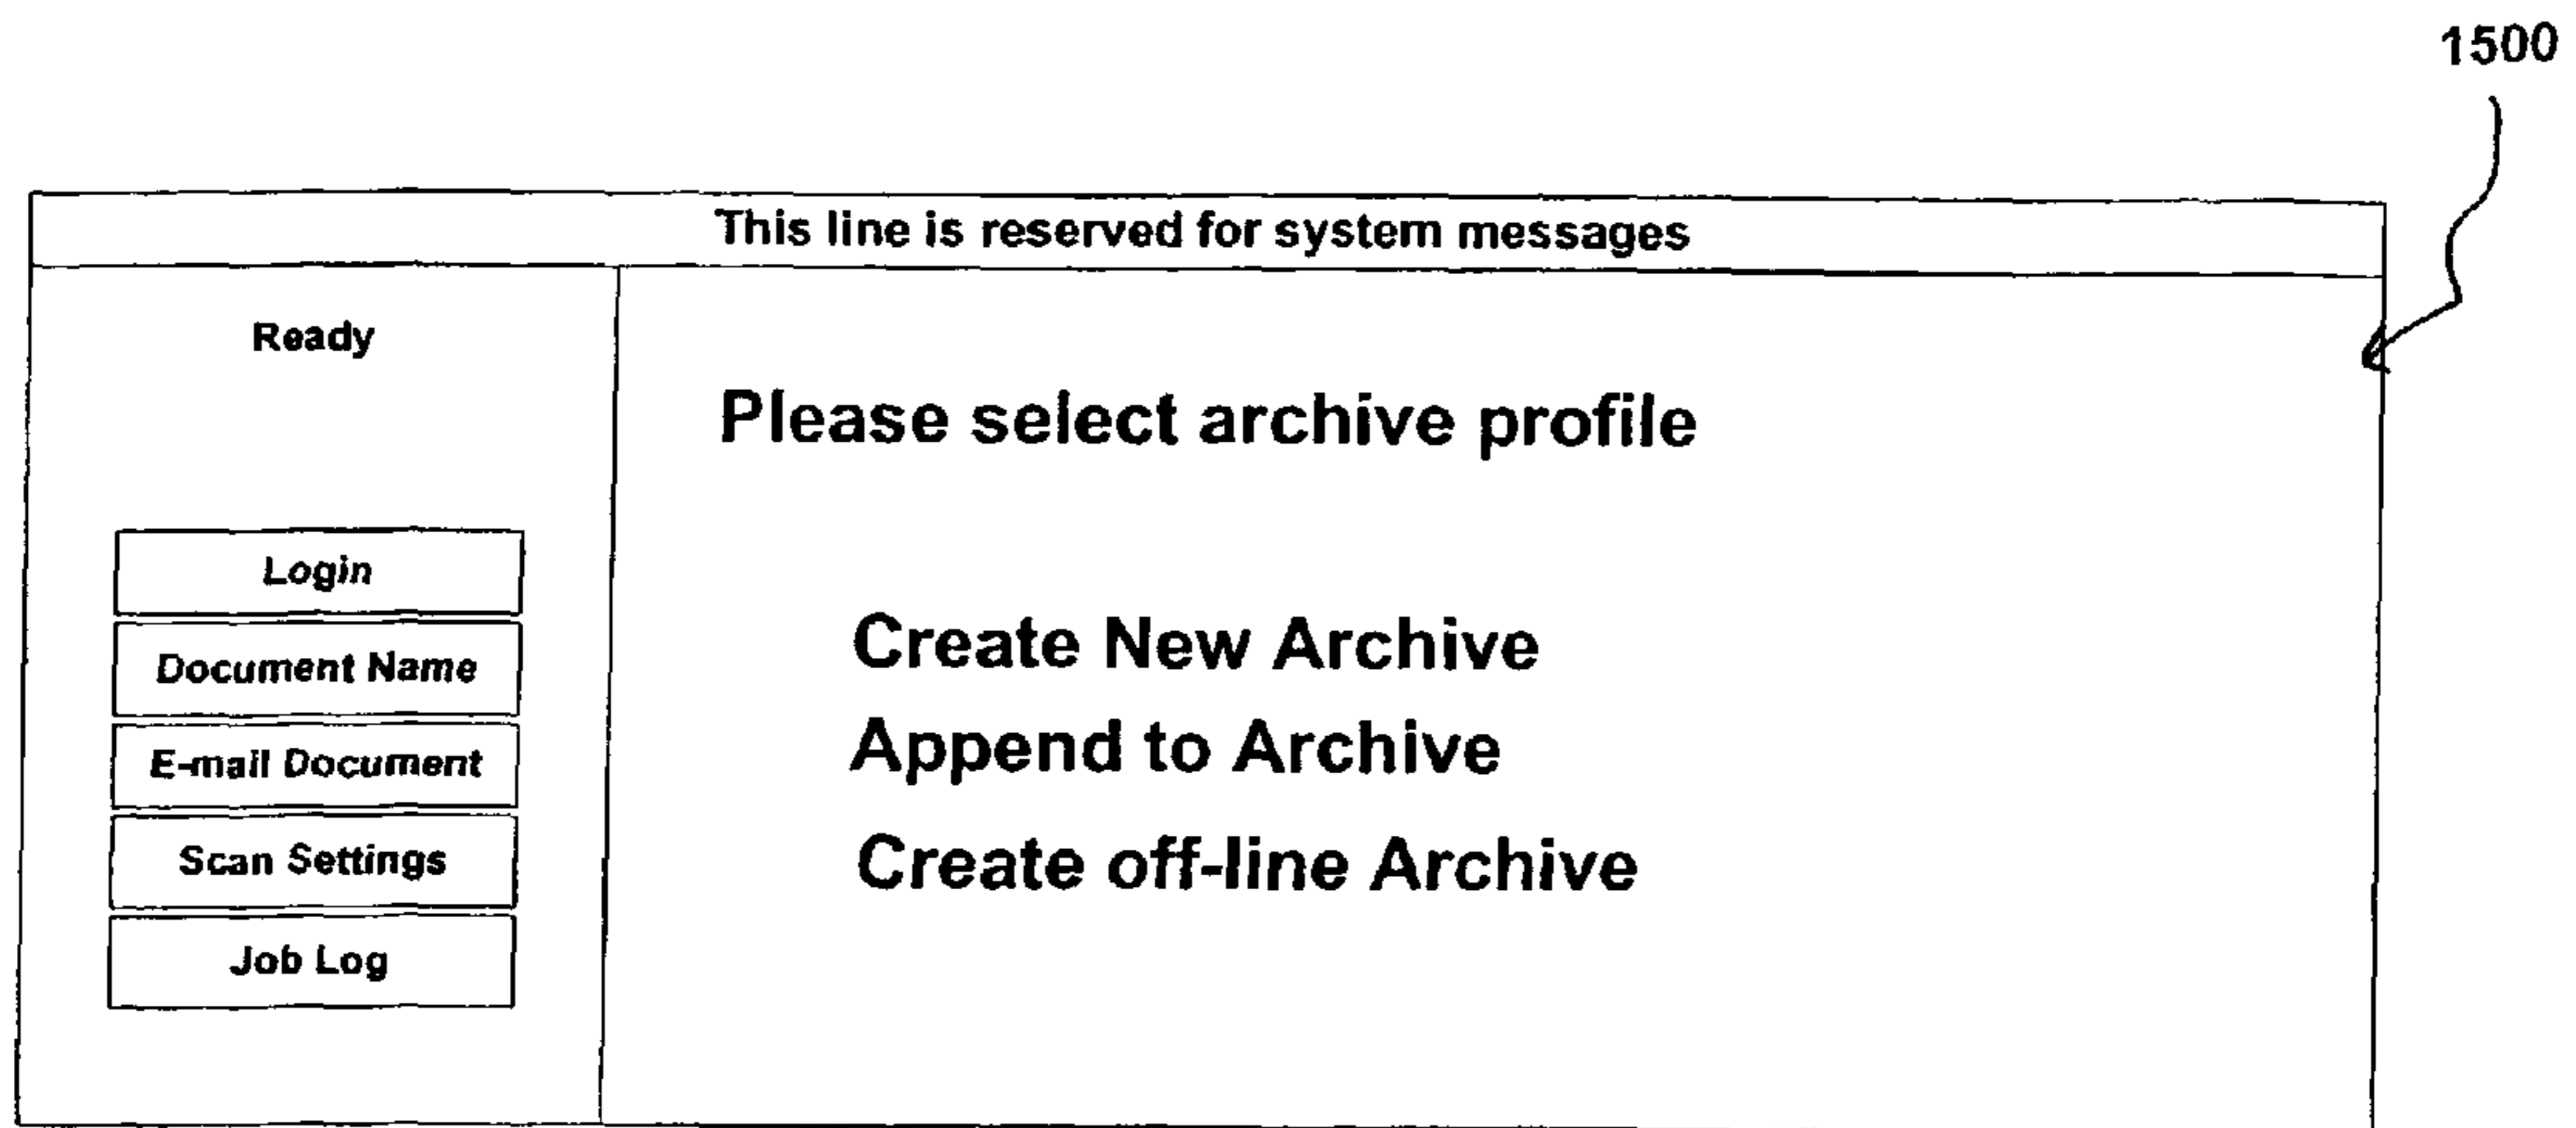 1500
This line is reserved for system messages
Ready
Login
Document Name
E-mail Document
Scan Settings
Job Log
Please select archive profile
Create New Archive
Append to Archive
Create off-line Archive